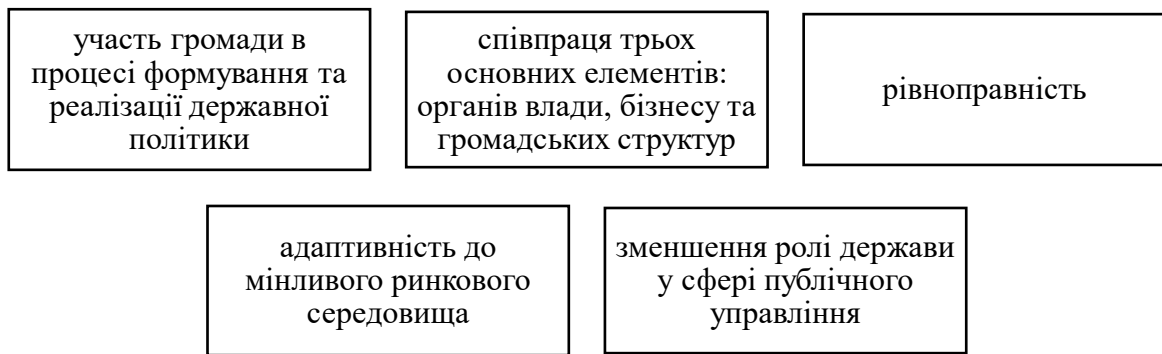 участь громади в
процесі формування та
реалізації державної
політики
співпраця трьох
основних елементів:
органів влади, бізнесу та
громадських структур
рівноправність
адаптивність до
мінливого ринкового
середовища
зменшення ролі держави
у сфері публічного
управління